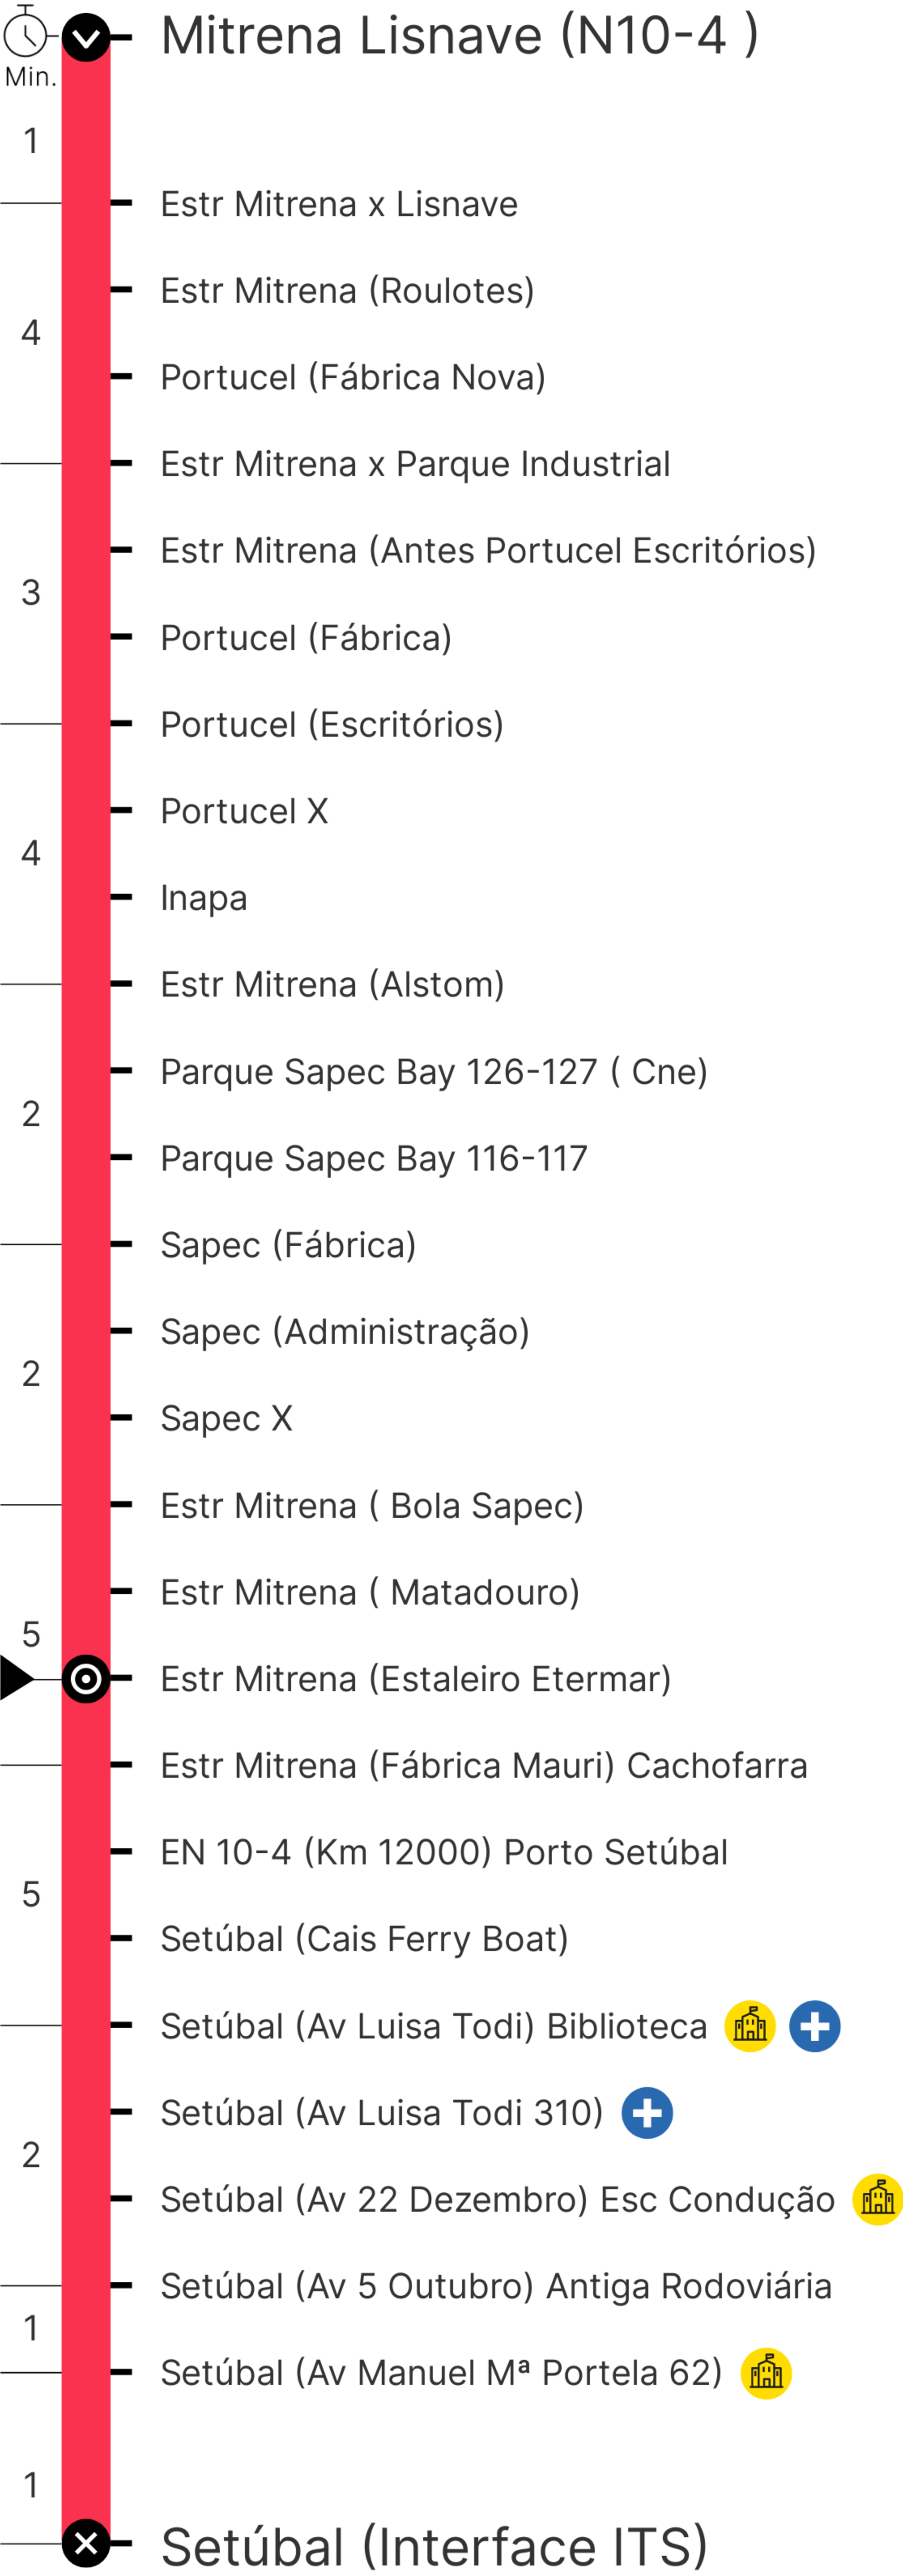 Mitrena Lisnave (N10-4 )
Min.
1
Estr Mitrena x Lisnave
Estr Mitrena (Roulotes)
4
Portucel (Fábrica Nova)
Estr Mitrena x Parque Industrial
Estr Mitrena (Antes Portucel Escritórios)
3
Portucel (Fábrica)
Portucel (Escritórios)
Portucel X
4
Inapa
Estr Mitrena (Alstom)
Parque Sapec Bay 126-127 ( Cne)
2
Parque Sapec Bay 116-117
Sapec (Fábrica)
Sapec (Administração)
2
Sapec X
Estr Mitrena ( Bola Sapec)
Estr Mitrena ( Matadouro)
5
Estr Mitrena (Estaleiro Etermar)
Estr Mitrena (Fábrica Mauri) Cachofarra
EN 10-4 (Km 12000) Porto Setúbal
5
Setúbal (Cais Ferry Boat)
Setúbal (Av Luisa Todi) Biblioteca
Setúbal (Av Luisa Todi 310)
2
Setúbal (Av 22 Dezembro) Esc Condução
Setúbal (Av 5 Outubro) Antiga Rodoviária
1
Setúbal (Av Manuel Mª Portela 62)
1
Setúbal (Interface ITS)